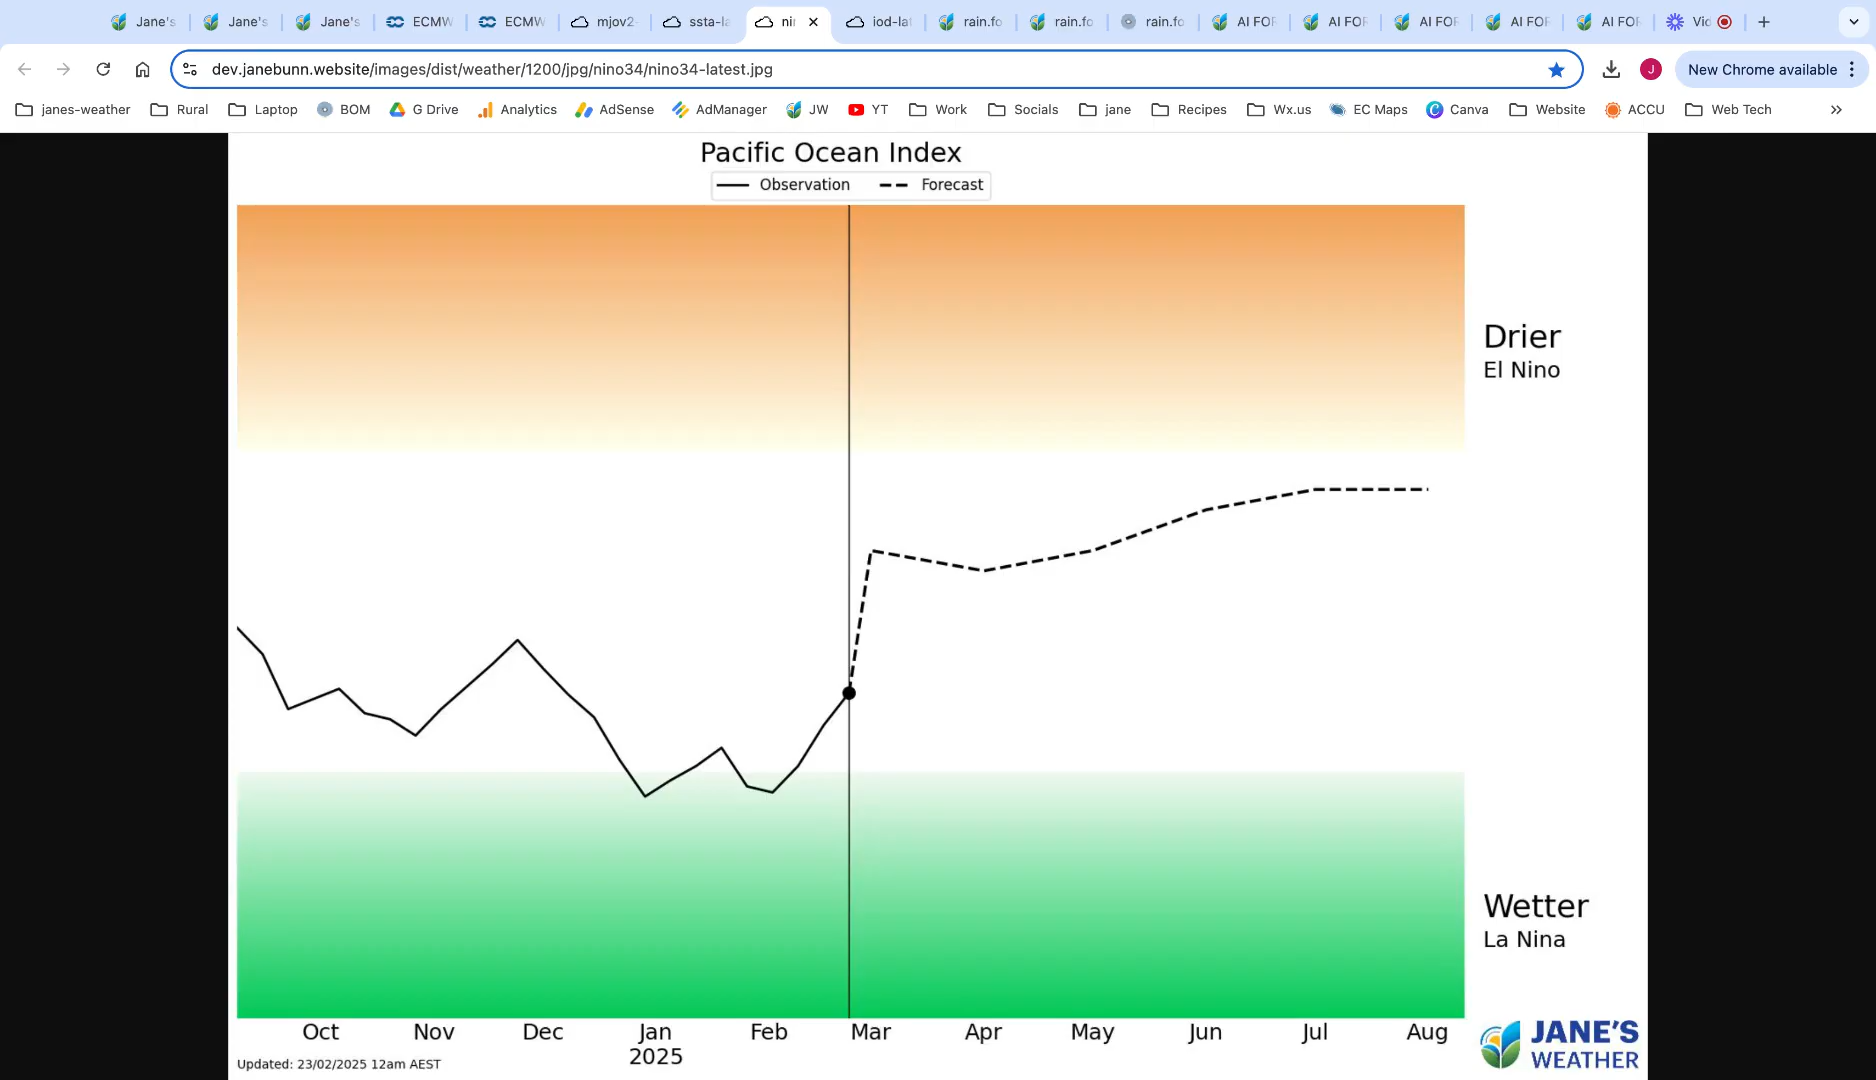 Jane's Jane's Jane's ECMW ECMW mjov2- ssta-la nin iod-lat rain.fo rain.fo rain.fo AI FOR AI FOR AI FOR AI FOR AI FOR Vid
dev.janebunn.website/images/dist/weather/1200/jpg/nino34/nino34-latest.jpg
J
New Chrome available
janes-weather Rural Laptop BOM G Drive Analytics AdSense AdManager JW YT Work Socials jane Recipes Wx.us EC Maps Canva Website ACCU Web Tech
Pacific Ocean Index
Observation Forecast
Drier
El Nino
Wetter
La Nina
Oct Nov Dec Jan Feb Mar Apr May Jun Jul Aug
2025
Updated: 23/02/2025 12am AEST
JANE'S
WEATHER